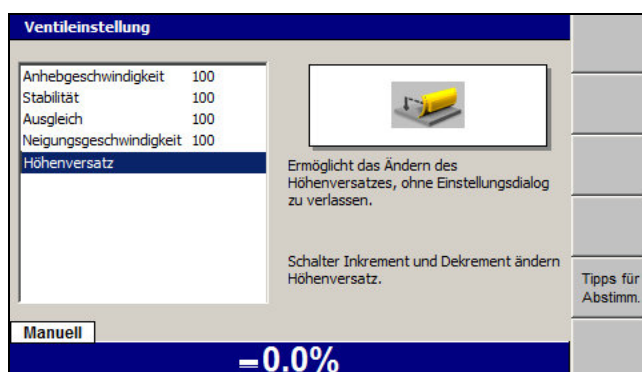 Ventileinstellung
Anhebgeschwindigkeit 100
Stabilität 100
Ausgleich 100
Neigungsgeschwindigkeit 100
Höhenversatz
Ermöglicht das Ändern des
Höhenversatzes, ohne Einstellungsdialog
zu verlassen.
Schalter Inkrement und Dekrement ändern
Höhenversatz.
Tipps für
Abstimm.
Manuell
=0.0%